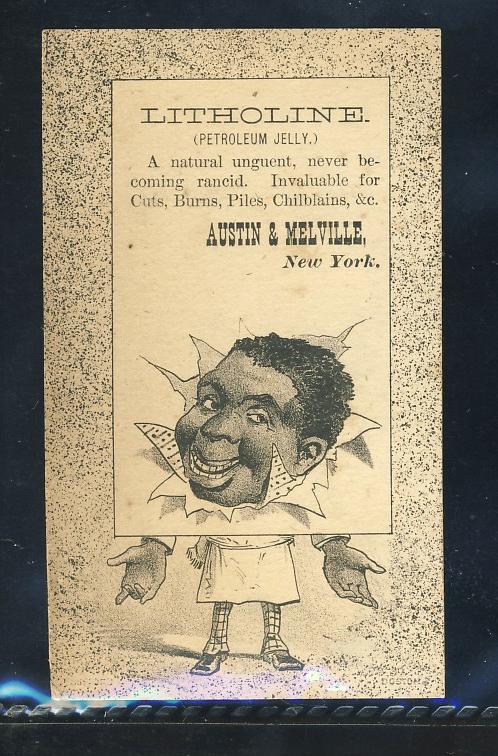 LITHOLINE.
(PETROLEUM JELLY.)
A natural unguent, never be-
coming rancid. Invaluable for
Cuts, Burns, Piles, Chilblains, &c.
AUSTIN & MELVILLE,
New York.